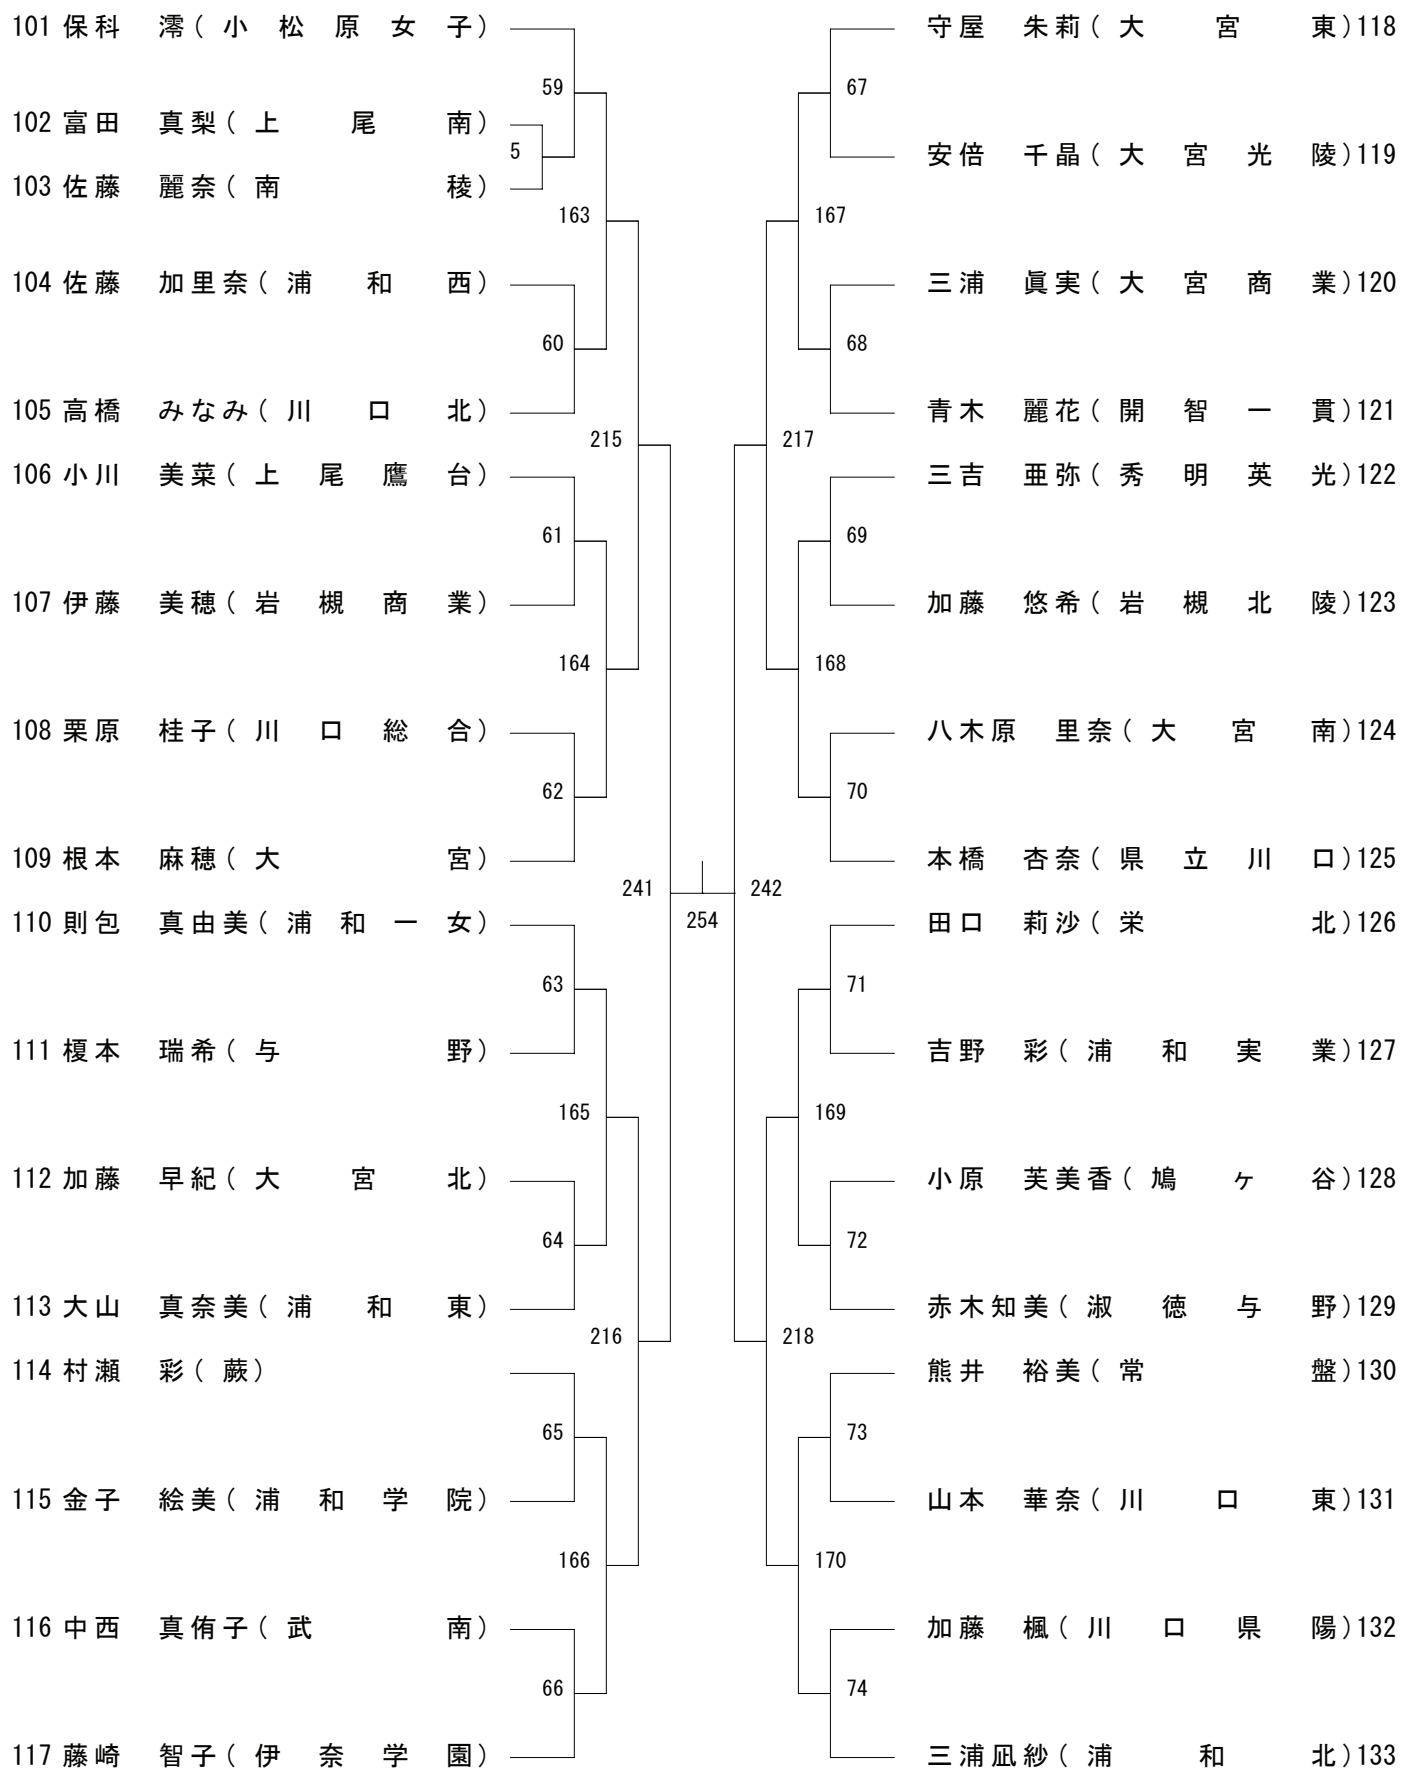 101 保科 澪(小松原女子)
59
102 富田 真梨(上尾南)
5
103 佐藤 麗奈(南稜)
163
104 佐藤 加里奈(浦和西)
60
105 高橋 みなみ(川口北)
215
106 小川 美菜(上尾鷹台)
61
107 伊藤 美穂(岩槻商業)
164
108 栗原 桂子(川口総合)
62
109 根本 麻穂(大宮)
241
110 則包 真由美(浦和一女)
63
111 榎本 瑞希(与野)
165
112 加藤 早紀(大宮北)
64
113 大山 真奈美(浦和東)
216
114 村瀬 彩(蕨)
65
115 金子 絵美(浦和学院)
166
116 中西 真侑子(武南)
66
117 藤崎 智子(伊奈学園)
254
守屋 朱莉(大宮東)118
67
安倍 千晶(大宮光陵)119
167
三浦 眞実(大宮商業)120
68
青木 麗花(開智一貫)121
217
三吉 亜弥(秀明英光)122
69
加藤 悠希(岩槻北陵)123
168
八木原 里奈(大宮南)124
70
本橋 杏奈(県立川口)125
242
田口 莉沙(栄北)126
71
吉野 彩(浦和実業)127
169
小原 芙美香(鳩ヶ谷)128
72
赤木知美(淑徳与野)129
218
熊井 裕美(常盤)130
73
山本 華奈(川口東)131
170
加藤 楓(川口県陽)132
74
三浦凪紗(浦和北)133